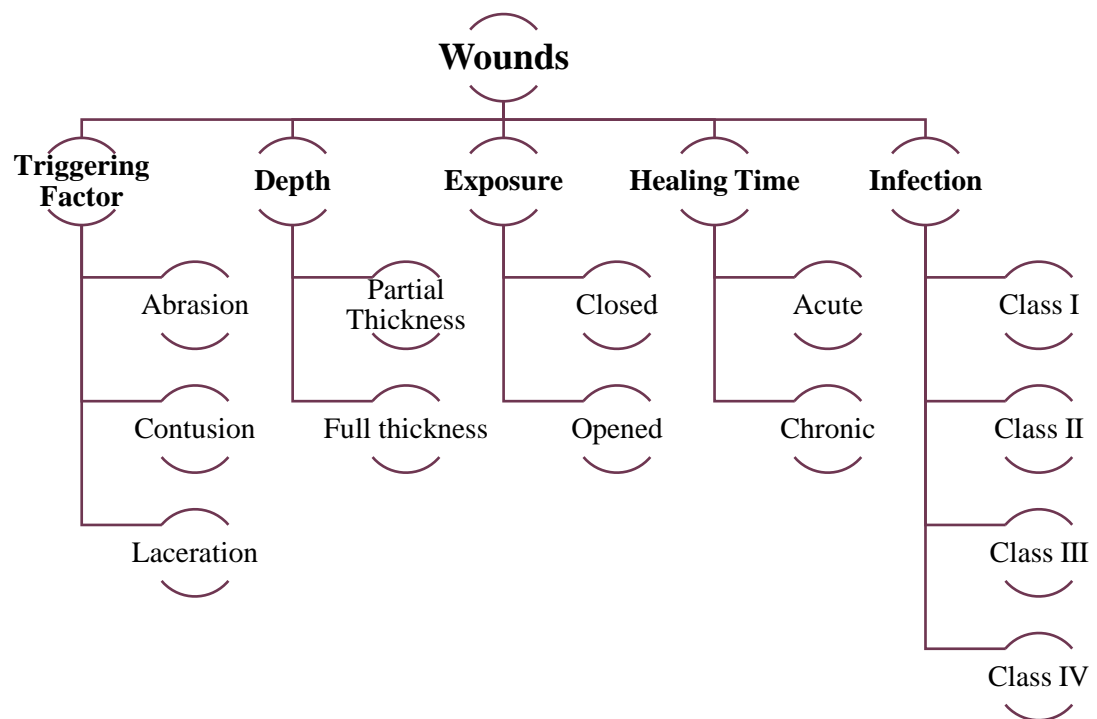 Wounds
Triggering
Factor
Depth
Exposure
Healing Time
Infection
Abrasion
Partial
Thickness
Closed
Acute
Class I
Contusion
Full thickness
Opened
Chronic
Class II
Laceration
Class III
Class IV